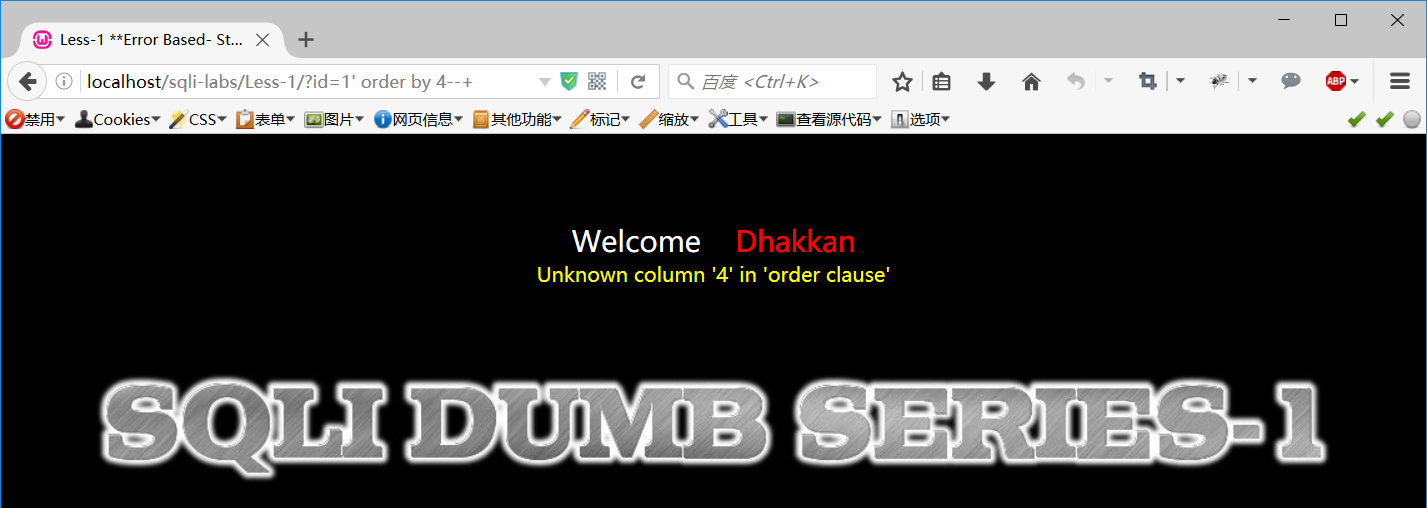 Less-1 **Error Based- St...
localhost/sqli-labs/Less-1/?id=1' order by 4--+
百度 <Ctrl+K>
ABP
禁用 Cookies CSS 表单 图片 网页信息 其他功能 标记 缩放 工具 查看源代码 选项
Welcome Dhakkan
Unknown column '4' in 'order clause'
SQLI DUMB SERIES-1